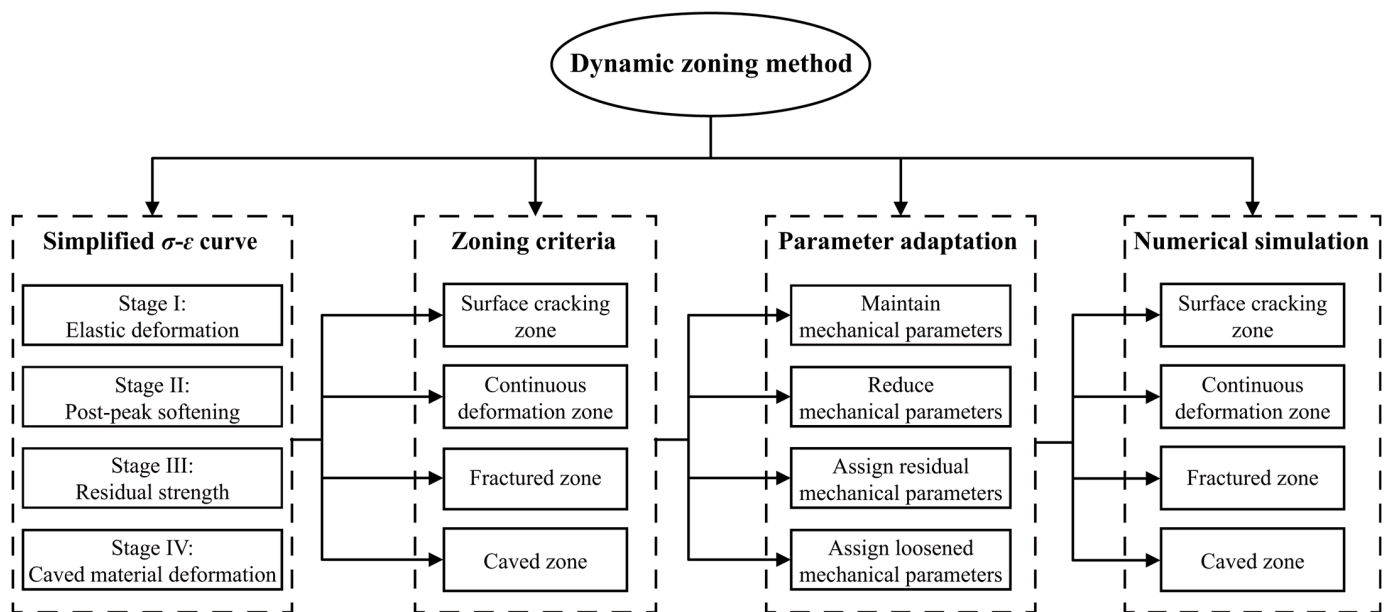 Dynamic zoning method
Simplified σ-ε curve
Stage I:
Elastic deformation
Stage II:
Post-peak softening
Stage III:
Residual strength
Stage IV:
Caved material deformation
Zoning criteria
Surface cracking
zone
Continuous
deformation zone
Fractured zone
Caved zone
Parameter adaptation
Maintain
mechanical parameters
Reduce
mechanical parameters
Assign residual
mechanical parameters
Assign loosened
mechanical parameters
Numerical simulation
Surface cracking
zone
Continuous
deformation zone
Fractured zone
Caved zone